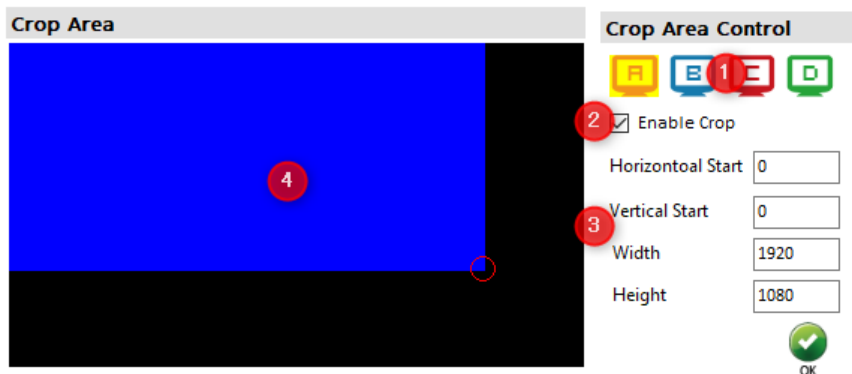 Crop Area
4
Crop Area Control
A B 1 C D
2 Enable Crop
Horizontoal Start 0
3 Vertical Start 0
Width 1920
Height 1080
OK